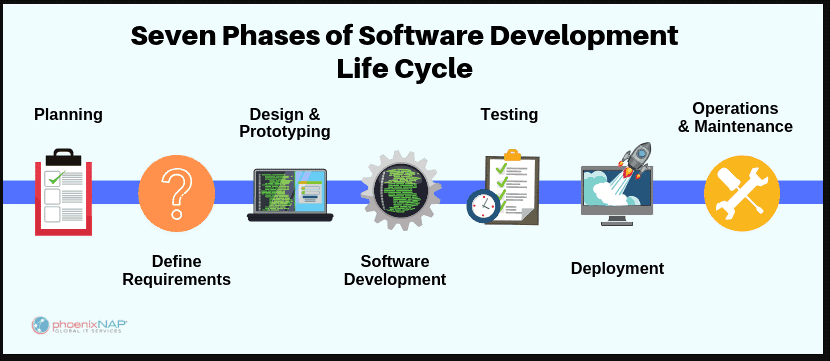 Seven Phases of Software Development
Life Cycle
Planning
Define
Requirements
Design &
Prototyping
Software
Development
Testing
Deployment
Operations
& Maintenance
phoenixNAP
GLOBAL IT SERVICES